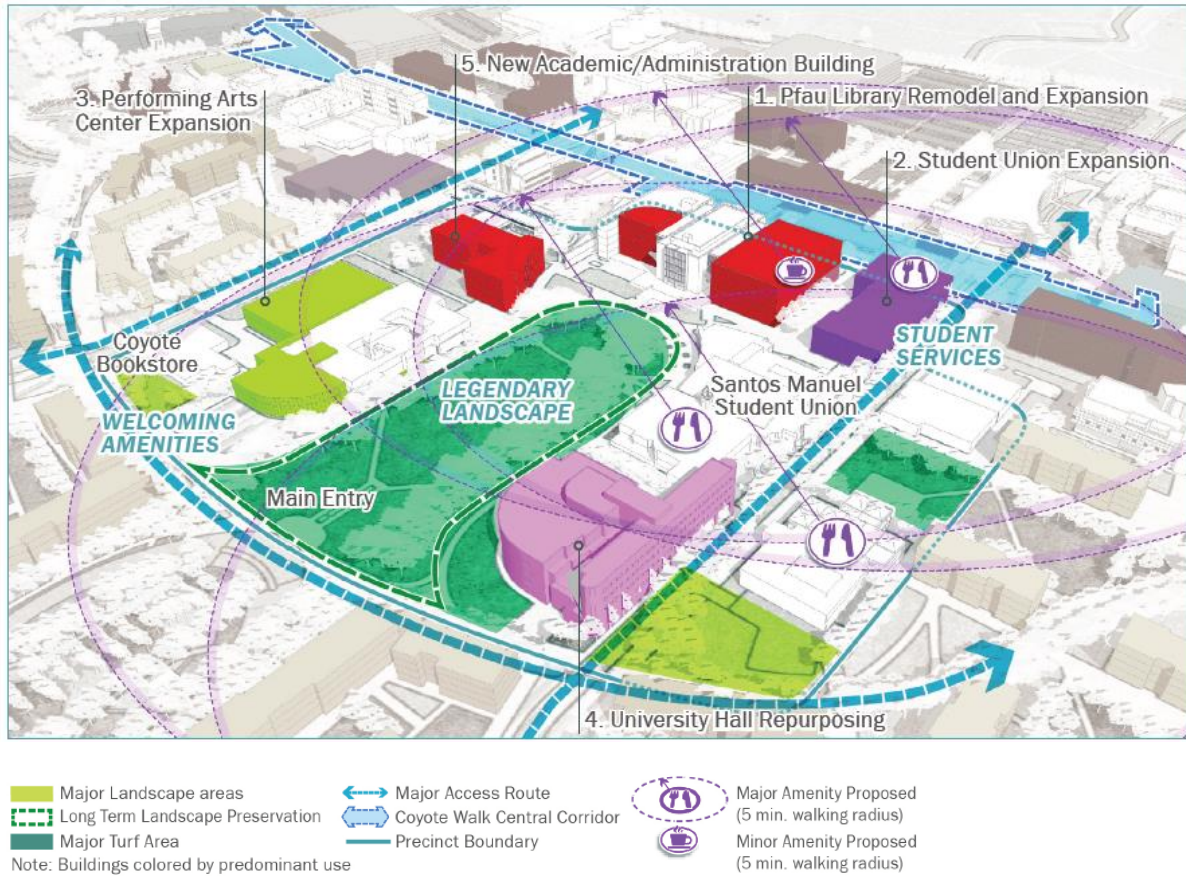 5. New Academic/Administration Building
3. Performing Arts
Center Expansion
1. Pfau Library Remodel and Expansion
2. Student Union Expansion
Coyote
Bookstore
WELCOMING
AMENITIES
LEGENDARY
LANDSCAPE
STUDENT
SERVICES
Santos Manuel
Student Union
Main Entry
4. University Hall Repurposing
Major Landscape areas
Long Term Landscape Preservation
Major Turf Area
Note: Buildings colored by predominant use
Major Access Route
Coyote Walk Central Corridor
Precinct Boundary
Major Amenity Proposed
(5 min. walking radius)
Minor Amenity Proposed
(5 min. walking radius)